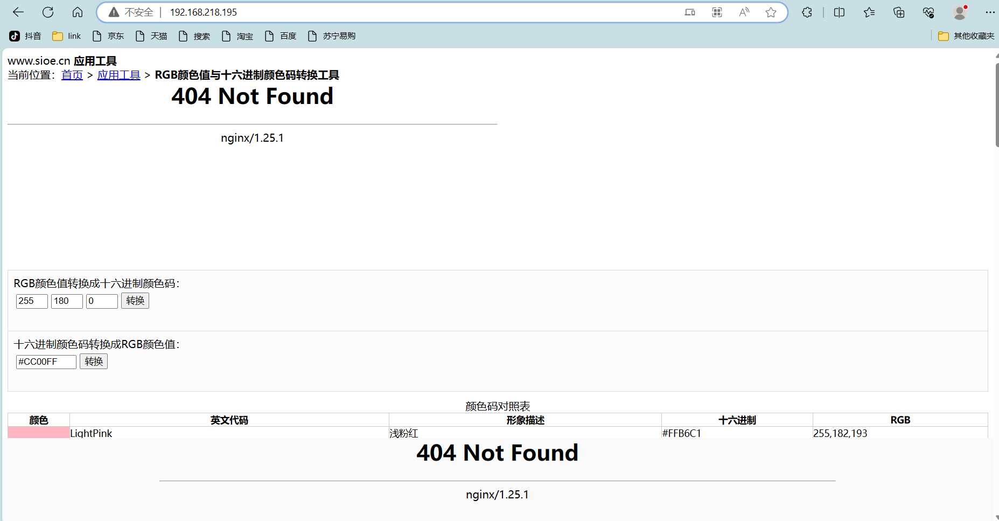 不安全 192.168.218.195
抖音 link 京东 天猫 搜索 淘宝 百度 苏宁易购 其他收藏夹
www.sioe.cn 应用工具
当前位置：首页 > 应用工具 > RGB颜色值与十六进制颜色码转换工具
404 Not Found
nginx/1.25.1
RGB颜色值转换成十六进制颜色码：
255 180 0 转换
十六进制颜色码转换成RGB颜色值：
#CC00FF 转换
颜色码对照表
颜色 英文代码 形象描述 十六进制 RGB
LightPink 浅粉红 #FFB6C1 255,182,193
404 Not Found
nginx/1.25.1